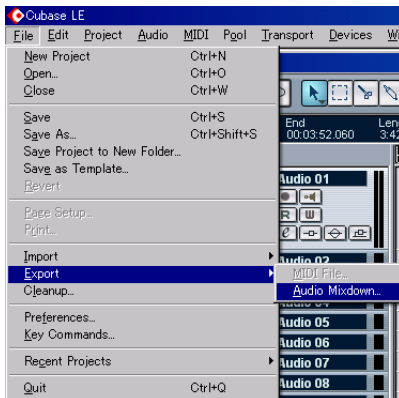 Cubase LE
File Edit Project Audio MIDI Pool Transport Devices
New Project Ctrl+N
Open... Ctrl+O
Close Ctrl+W
Save Ctrl+S
Save As... Ctrl+Shift+S
Save Project to New Folder...
Save as Template...
Revert
Page Setup...
Print...
Import
Export
Cleanup...
Preferences...
Key Commands...
Recent Projects
Quit Ctrl+Q
MIDI File...
Audio Mixdown...
End
00:03:52.060
Audio 01
R W
Audio 02
Audio 05
Audio 06
Audio 07
Audio 08